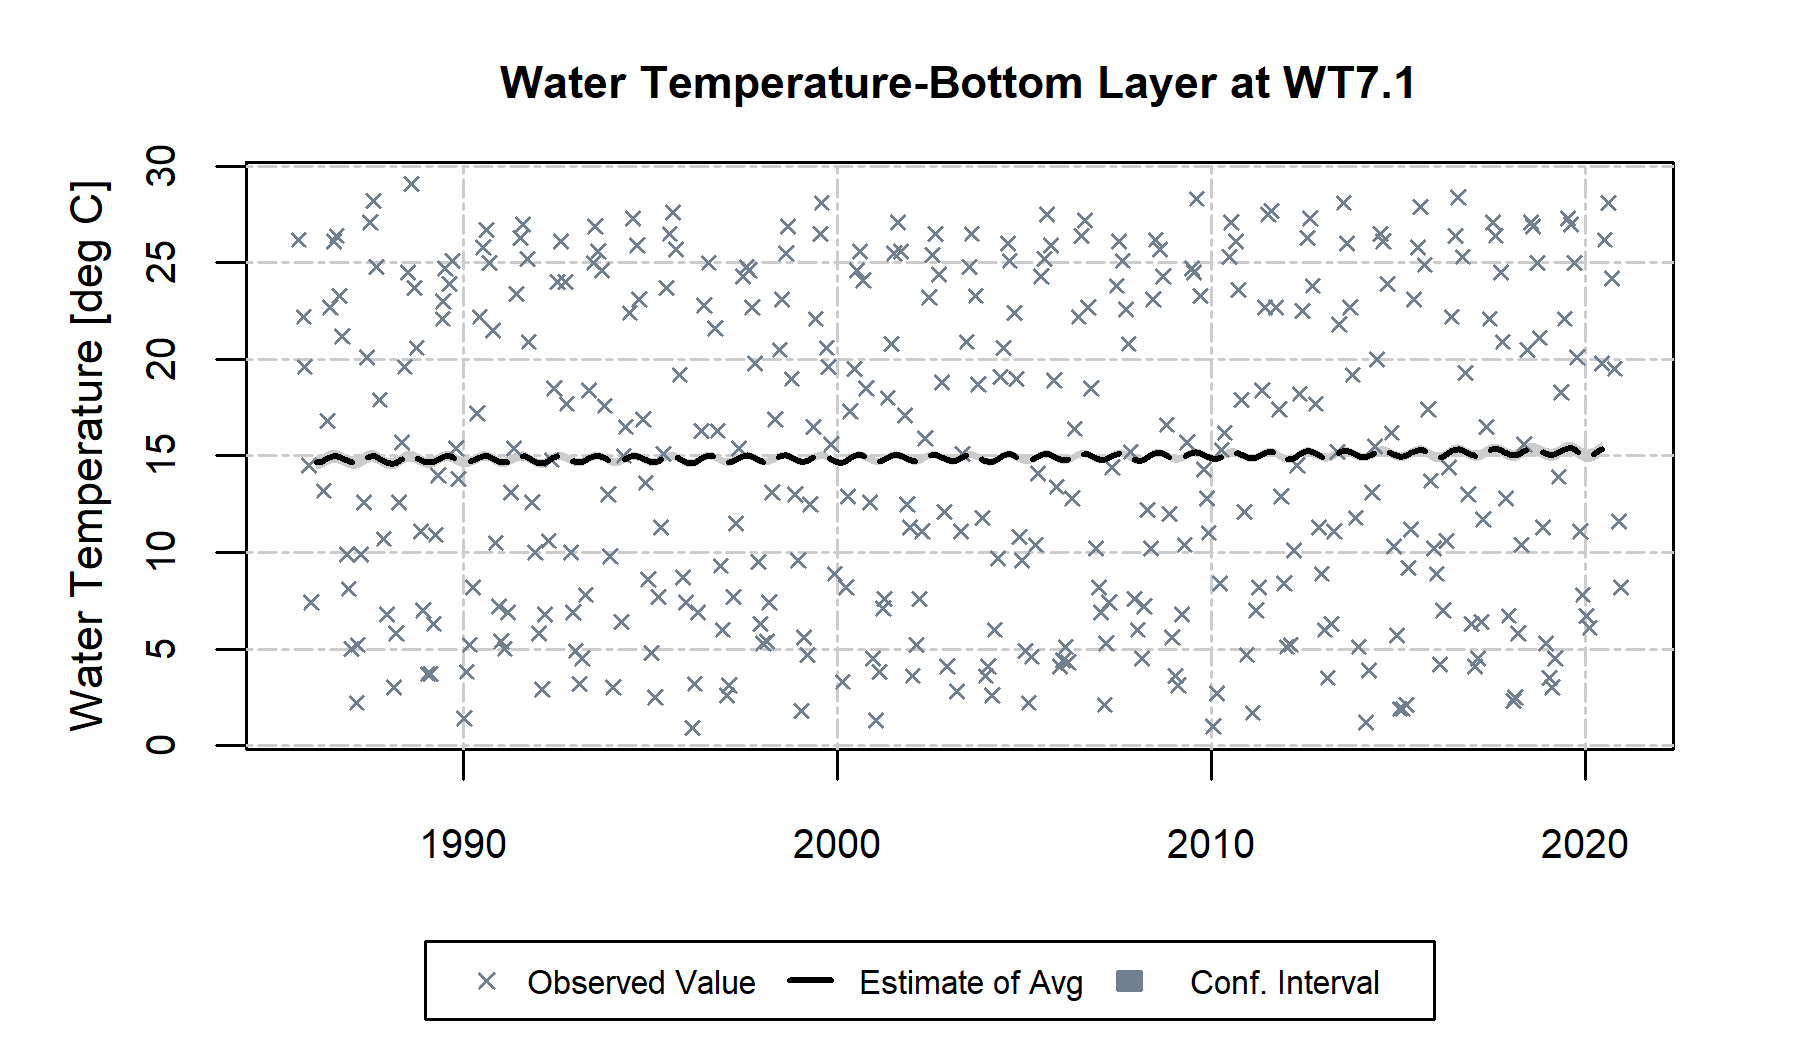 Water Temperature-Bottom Layer at WT7.1
Water Temperature [deg C]
30
25
20
15
10
5
0
1990 2000 2010 2020
Observed Value Estimate of Avg Conf. Interval